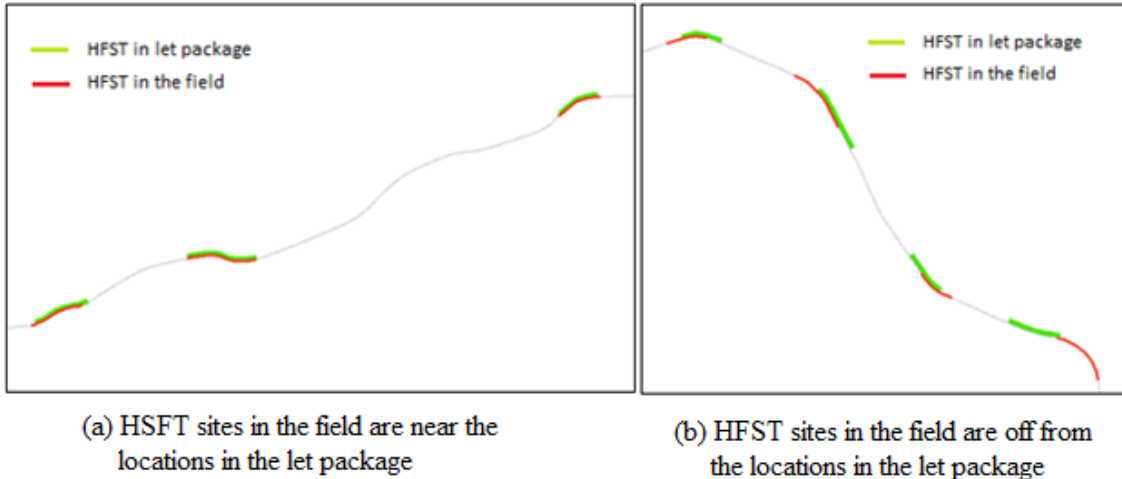 HFST in let package
HFST in the field
HFST in let package
HFST in the field
(a) HSFT sites in the field are near the
locations in the let package
(b) HFST sites in the field are off from
the locations in the let package